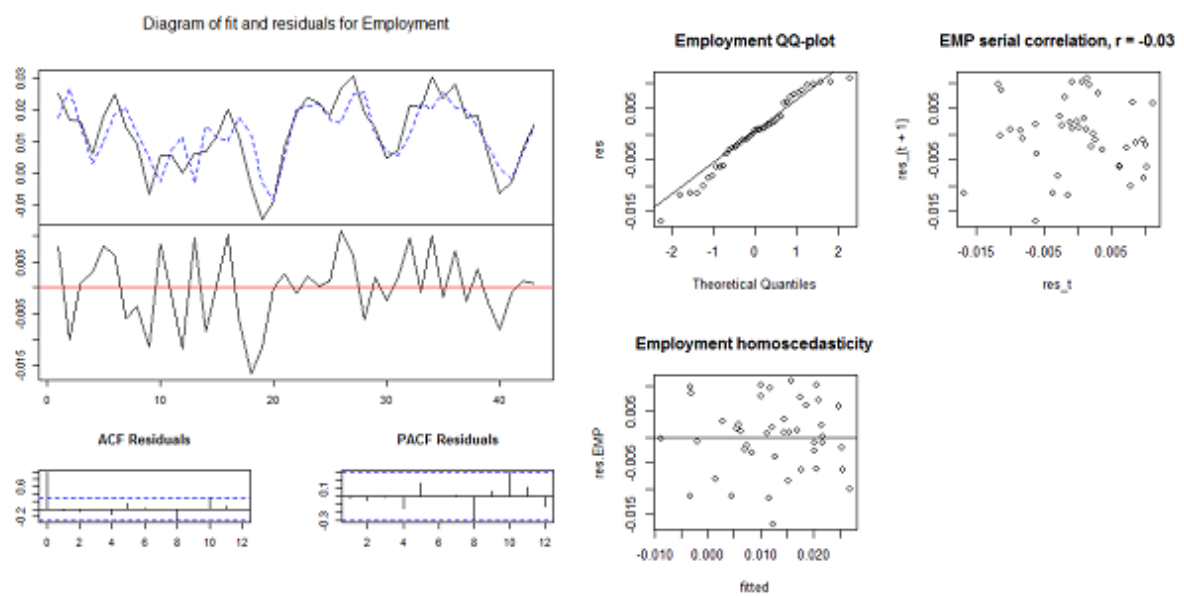 Diagram of fit and residuals for Employment
0.03
0.02
0.01
0.00
-0.01
0.005
-0.005
-0.015
0 10 20 30 40
ACF Residuals
0.6
-0.2
0 2 4 6 8 10 12
PACF Residuals
0.1
-0.3
2 4 6 8 10 12
Employment QQ-plot
res
0.005
-0.005
-0.015
-2 -1 0 1 2
Theoretical Quantiles
EMP serial correlation, r = -0.03
res_[t + 1)
0.005
-0.005
-0.015
-0.015 -0.005 0.005
res_t
Employment homoscedasticity
res.EMP
0.005
-0.005
-0.015
-0.010 0.000 0.010 0.020
fitted